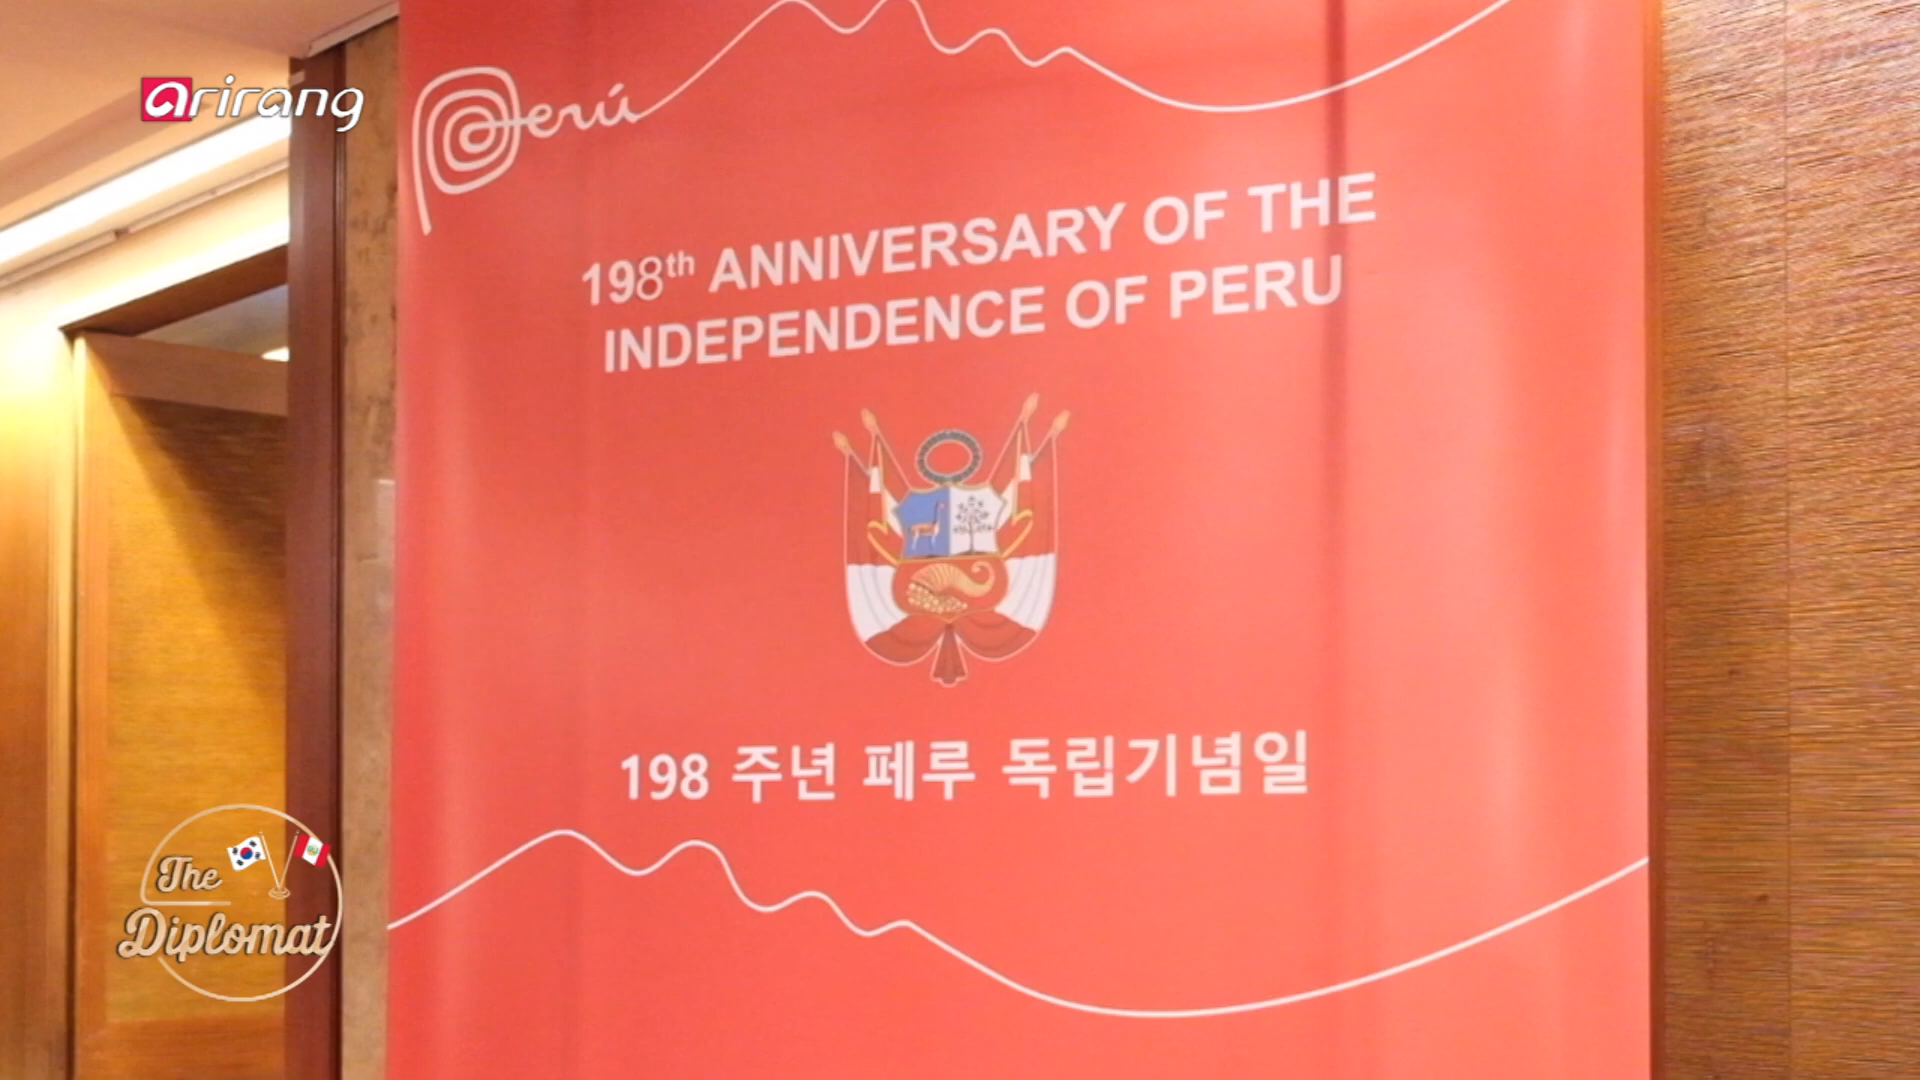 arirang
Perú
198th ANNIVERSARY OF THE
INDEPENDENCE OF PERU
198 주년 페루 독립기념일
The
Diplomat